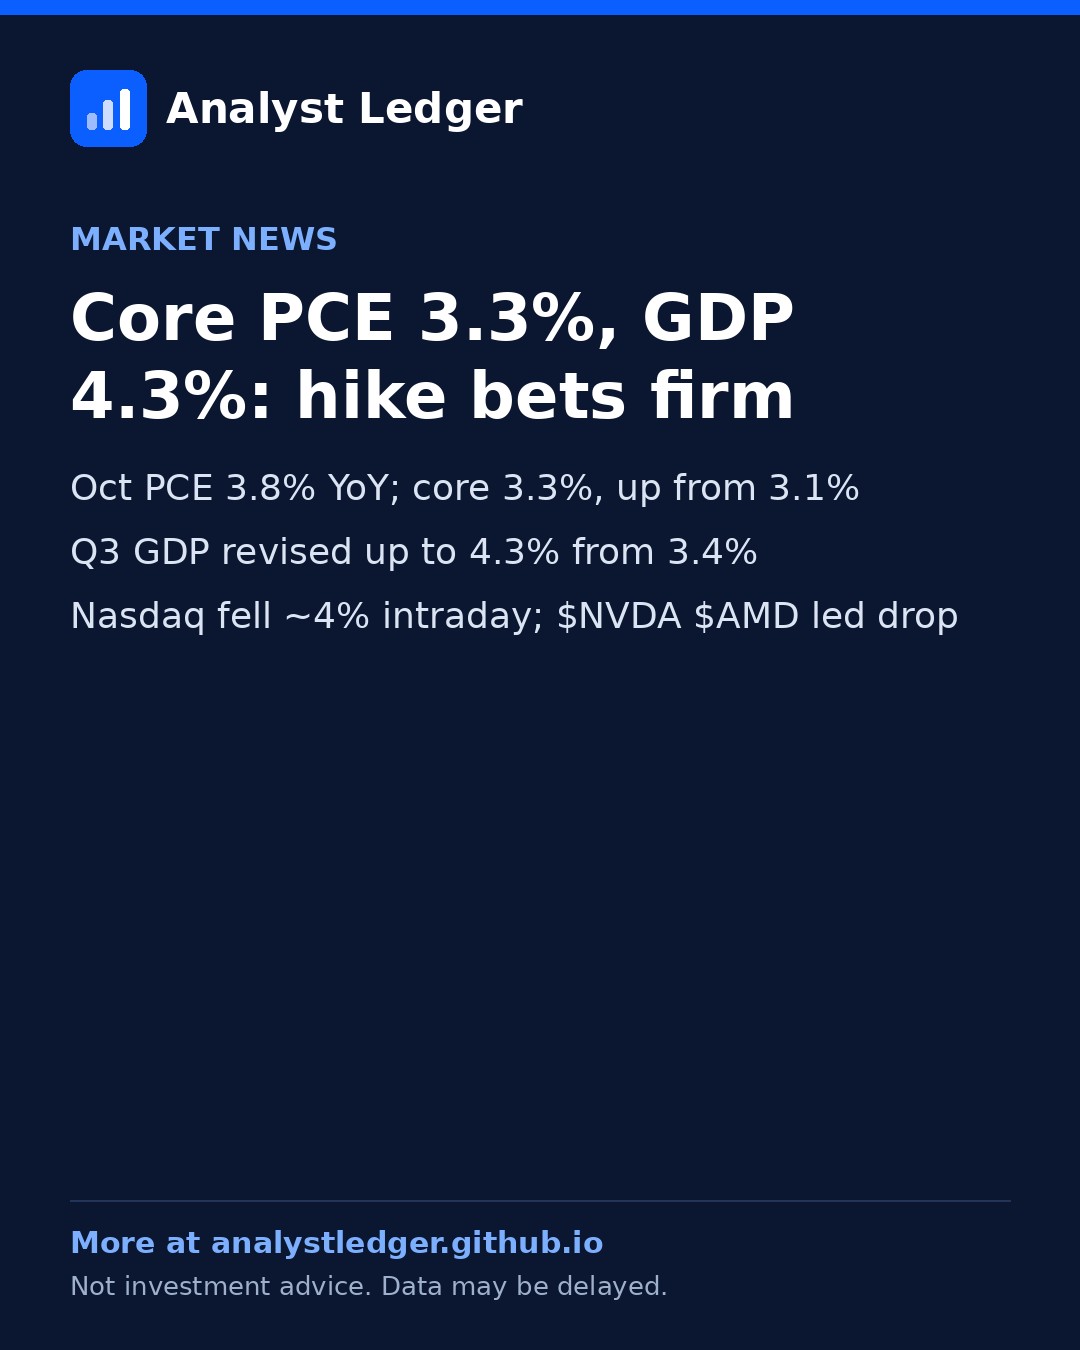 Analyst Ledger
MARKET NEWS
Core PCE 3.3%, GDP
4.3%: hike bets firm
Oct PCE 3.8% YoY; core 3.3%, up from 3.1%
Q3 GDP revised up to 4.3% from 3.4%
Nasdaq fell ~4% intraday; $NVDA $AMD led drop
More at analystledger.github.io
Not investment advice. Data may be delayed.